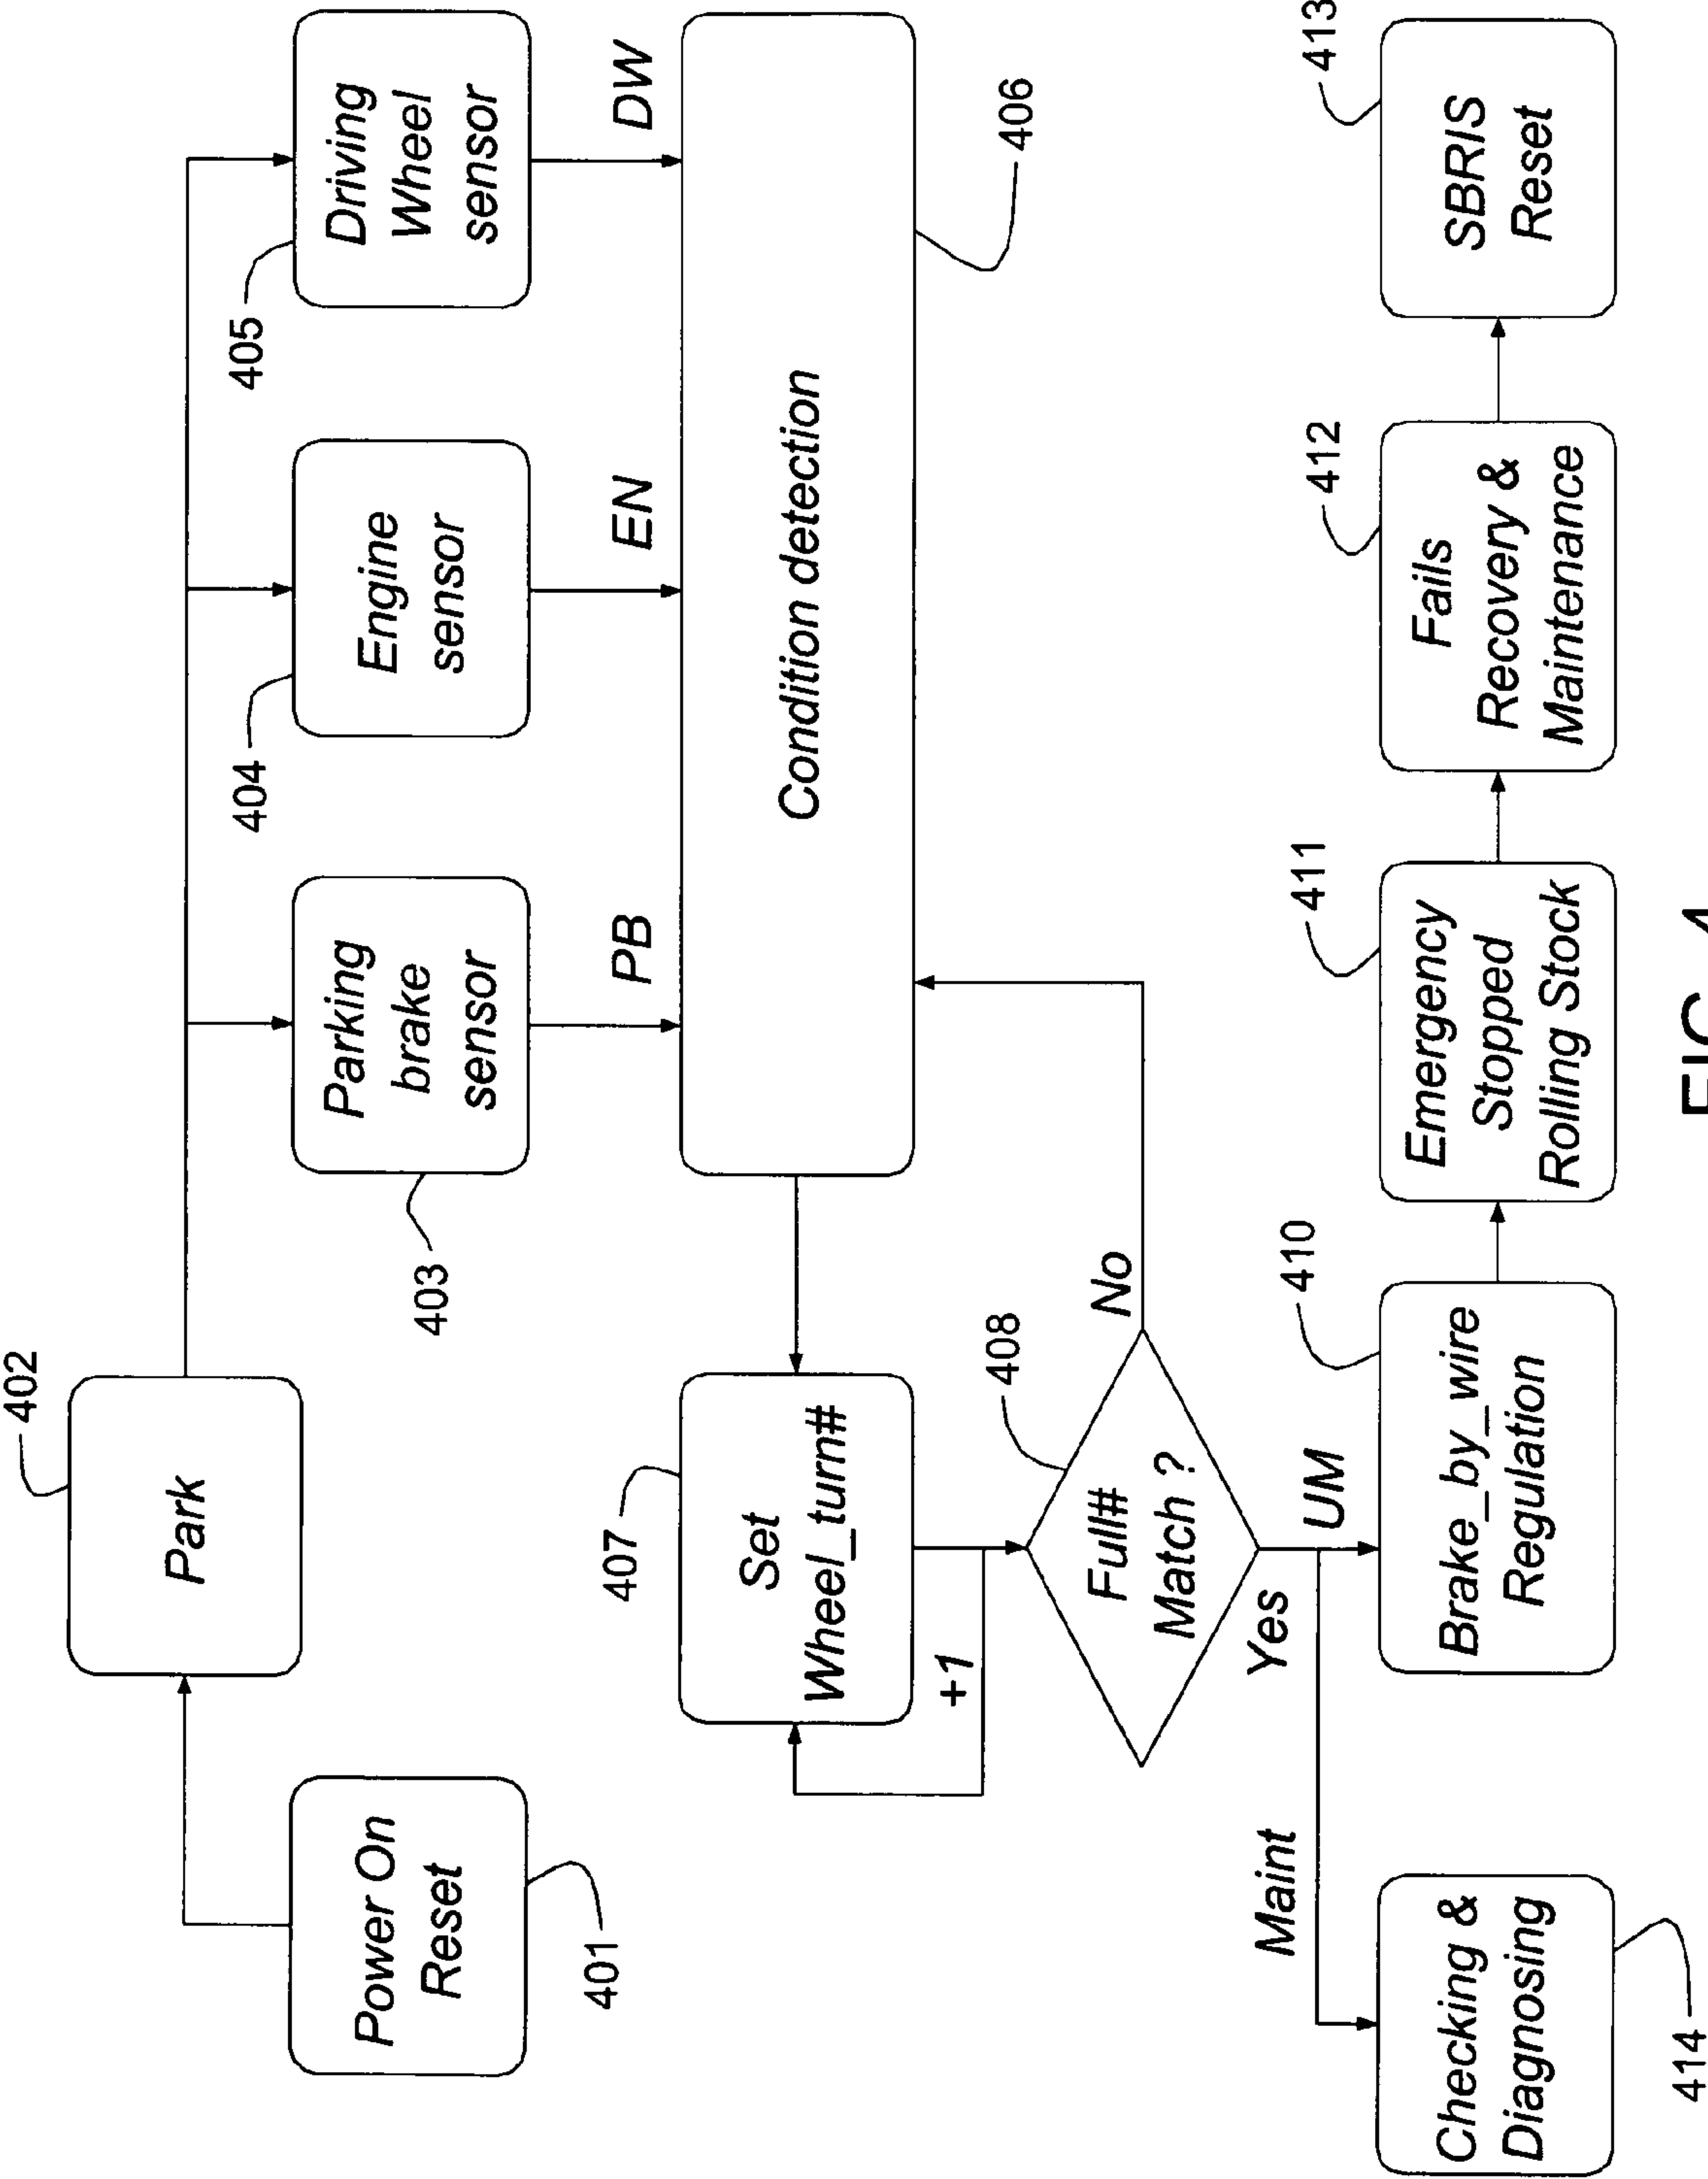 402
Park
Power On
Reset
401
403
Parking
brake
sensor
404
Engine
sensor
405
Driving
Wheel
sensor
PB
EN
DW
407
Set
Wheel_turn#
Condition detection
406
+1
408
Full#
Match ?
No
Yes
UM
Maint
Checking &
Diagnosing
414
410
Brake_by_wire
Regulation
411
Emergency
Stopped
Rolling Stock
412
Fails
Recovery &
Maintenance
413
SBRIS
Reset